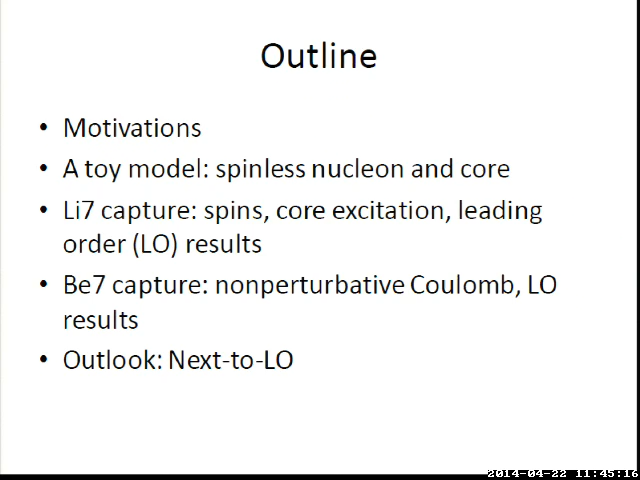 Outline
• Motivations
• A toy model: spinless nucleon and core
• Li7 capture: spins, core excitation, leading
order (LO) results
• Be7 capture: nonperturbative Coulomb, LO
results
• Outlook: Next-to-LO
2014-04-22 11:45:16